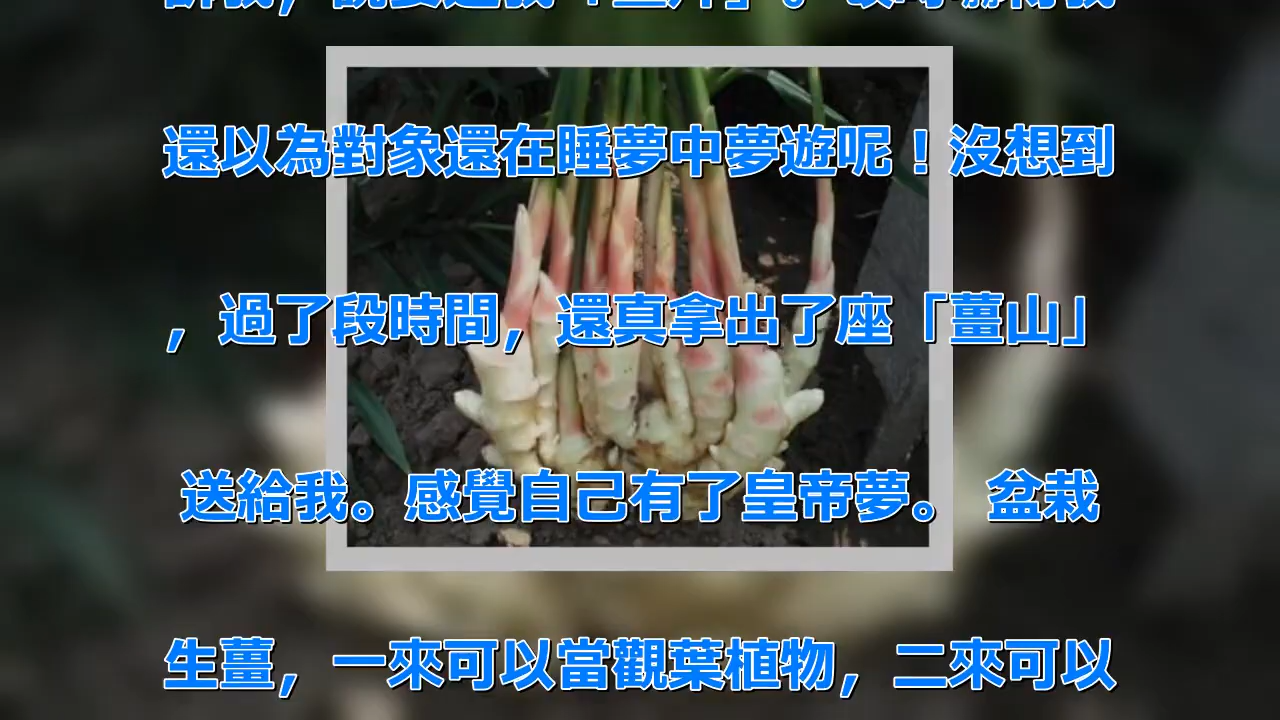 還以為對象還在睡夢中夢遊呢！沒想到
，過了段時間，還真拿出了座「薑山」
送給我。感覺自己有了皇帝夢。 盆栽
生薑，一來可以當觀葉植物，二來可以